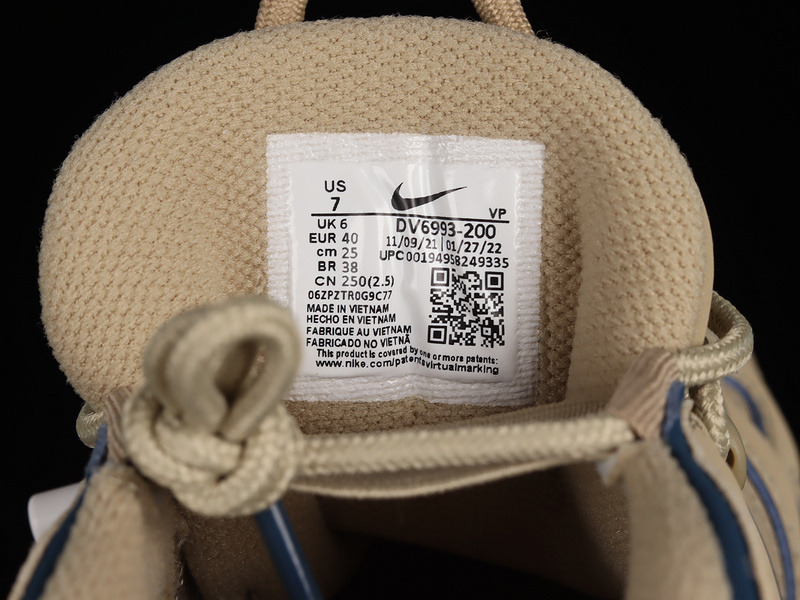 US
7
VP
UK 6
EUR 40
cm 25
BR 38
CN 250(2.5)
DV6993-200
11/09/21 | 01/27/22
UPC 00194958249335
06ZPZTR0G9C77
MADE IN VIETNAM
HECHO EN VIETNAM
FABRIQUE AU VIETNAM
FABRICADO NO VIETNÃ
This product is covered by one or more patents:
www.nike.com/patentsvirtualmarking